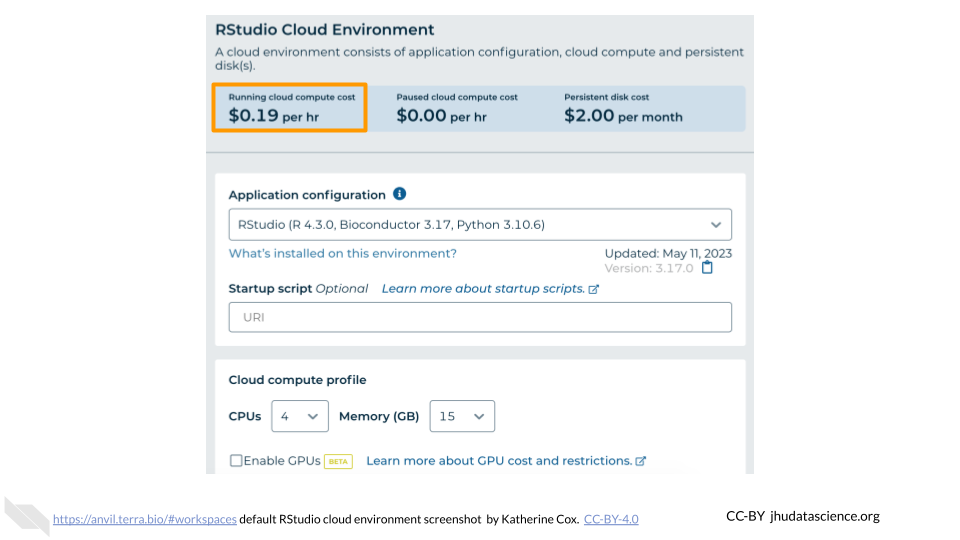 RStudio Cloud Environment
A cloud environment consists of application configuration, cloud compute and persistent
disk(s).
Running cloud compute cost Paused cloud compute cost Persistent disk cost
$0.19 per hr $0.00 per hr $2.00 per month
Application configuration
RStudio (R 4.3.0, Bioconductor 3.17, Python 3.10.6)
What's installed on this environment? Updated: May 11, 2023
Version: 3.17.0
Startup script Optional Learn more about startup scripts.
URI
Cloud compute profile
CPUs 4 Memory (GB) 15
Enable GPUs BETA Learn more about GPU cost and restrictions.
https://anvil.terra.bio/#workspaces default RStudio cloud environment screenshot by Katherine Cox. CC-BY-4.0
CC-BY jhudatascience.org